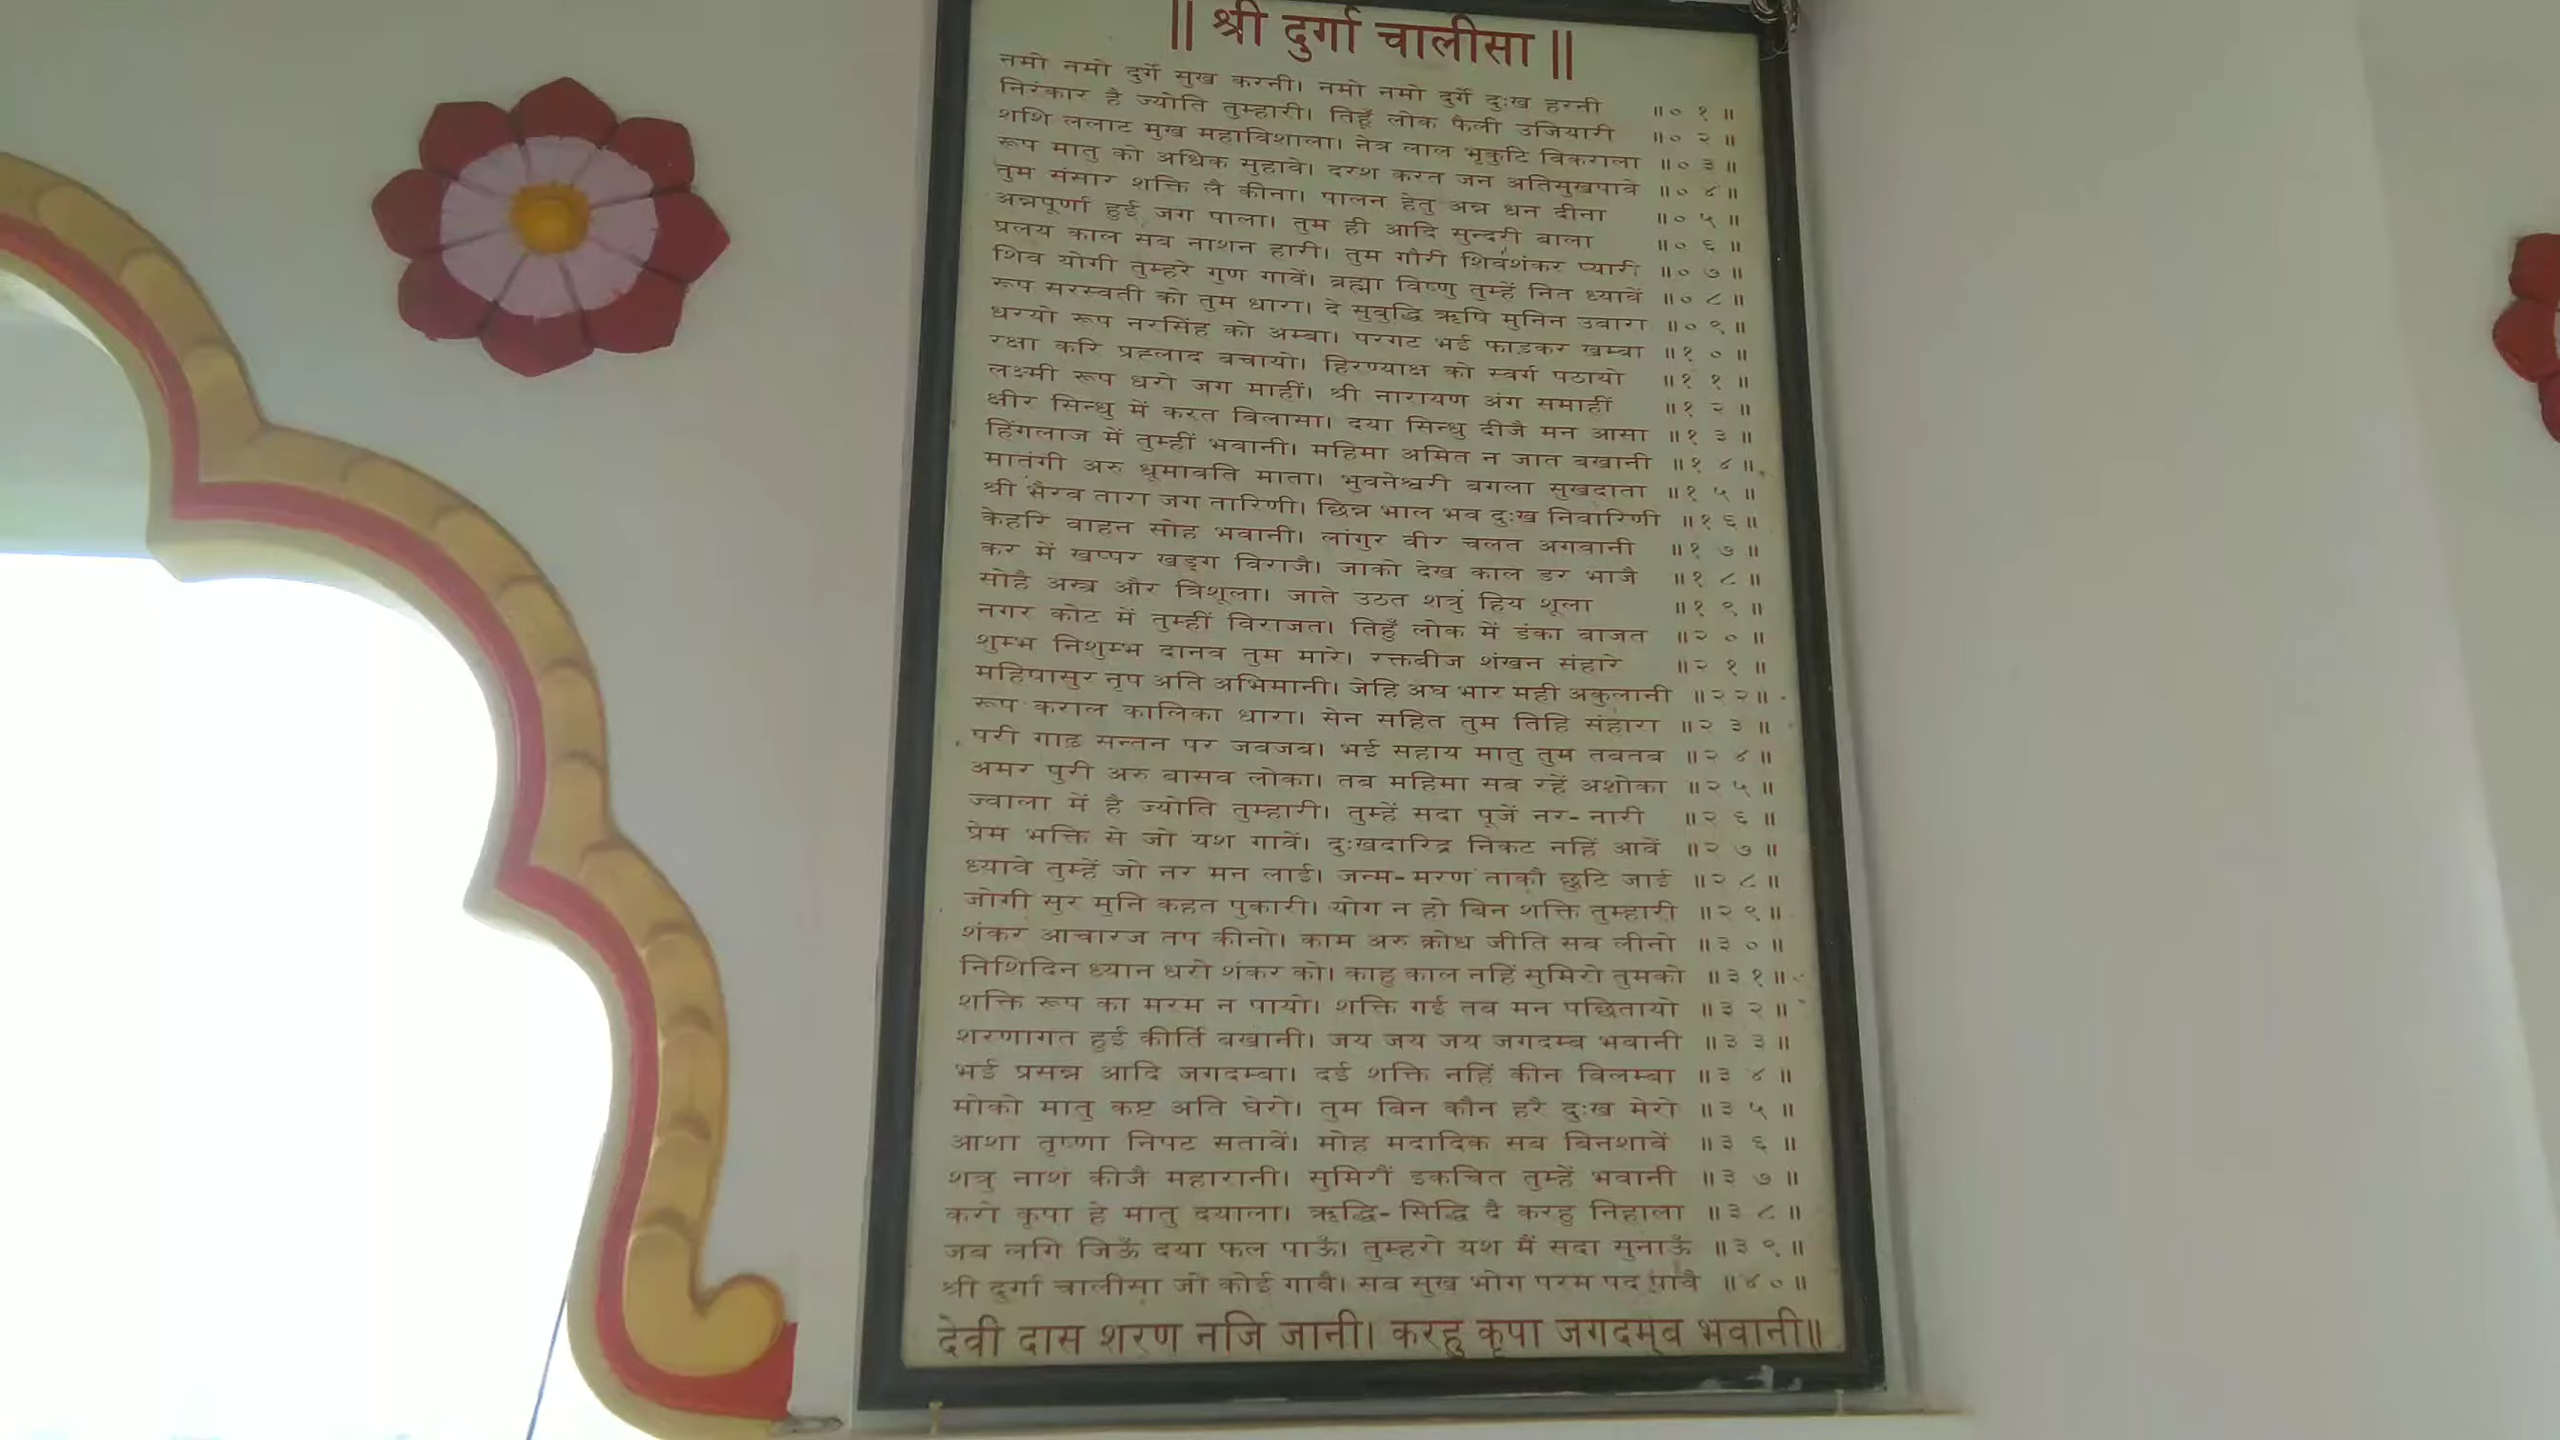 || श्री दुर्गा चालीसा ||
नमो नमो दुर्गे सुख करनी। नमो नमो दुर्गे दुःख हरनी ॥०१॥
निरंकार है ज्योति तुम्हारी। तिहूँ लोक फैली उजियारी ॥०२॥
शशि ललाट मुख महाविशाला। नेत्र लाल भृकुटि विकराला ॥०३॥
रूप मातु को अधिक सुहावे। दरश करत जन अतिसुखपावे ॥०४॥
तुम संसार शक्ति लै कीना। पालन हेतु अन्न धन दीना ॥०५॥
अन्नपूर्णा हुई जग पाला। तुम ही आदि सुन्दरी बाला ॥०६॥
प्रलय काल सब नाशन हारी। तुम गौरी शिवशंकर प्यारी ॥०७॥
शिव योगी तुम्हरे गुण गावें। ब्रह्मा विष्णु तुम्हें नित ध्यावें ॥०८॥
रूप सरस्वती को तुम धारा। दे सुबुद्धि ऋषि मुनिन उबारा ॥०९॥
धरयो रूप नरसिंह को अम्बा। परगट भई फाड़कर खम्बा ॥१०॥
रक्षा करि प्रह्लाद बचायो। हिरण्याक्ष को स्वर्ग पठायो ॥११॥
लक्ष्मी रूप धरो जग माहीं। श्री नारायण अंग समाहीं ॥१२॥
क्षीर सिन्धु में करत विलासा। दया सिन्धु दीजै मन आसा ॥१३॥
हिंगलाज में तुम्हीं भवानी। महिमा अमित न जात बखानी ॥१४॥
मातंगी अरु धूमावति माता। भुवनेश्वरी बगला सुखदाता ॥१५॥
श्री भैरव तारा जग तारिणी। छिन्न भाल भव दुःख निवारिणी ॥१६॥
केहरि वाहन सोह भवानी। लांगुर वीर चलत अगवानी ॥१७॥
कर में खप्पर खड्ग विराजै। जाको देख काल डर भाजै ॥१८॥
सोहै अस्त्र और त्रिशूला। जाते उठत शत्रु हिय शूला ॥१९॥
नगर कोट में तुम्हीं विराजत। तिहुँ लोक में डंका बाजत ॥२०॥
शुम्भ निशुम्भ दानव तुम मारे। रक्तबीज शंखन संहारे ॥२१॥
महिषासुर नृप अति अभिमानी। जेहि अघ भार मही अकुलानी ॥२२॥
रूप कराल कालिका धारा। सेन सहित तुम तिहि संहारा ॥२३॥
परी गाढ़ सन्तन पर जबजब। भई सहाय मातु तुम तबतब ॥२४॥
अमर पुरी अरु बासव लोका। तब महिमा सब रहें अशोका ॥२५॥
ज्वाला में है ज्योति तुम्हारी। तुम्हें सदा पूजें नर-नारी ॥२६॥
प्रेम भक्ति से जो यश गावें। दुःखदारिद्र निकट नहिं आवें ॥२७॥
ध्यावे तुम्हें जो नर मन लाई। जन्म-मरण ताकौ छुटि जाई ॥२८॥
जोगी सुर मुनि कहत पुकारी। योग न हो बिन शक्ति तुम्हारी ॥२९॥
शंकर आचारज तप कीनो। काम अरु क्रोध जीति सब लीनो ॥३०॥
निशिदिन ध्यान धरो शंकर को। काहु काल नहिं सुमिरो तुमको ॥३१॥
शक्ति रूप का मरम न पायो। शक्ति गई तब मन पछितायो ॥३२॥
शरणागत हुई कीर्ति बखानी। जय जय जय जगदम्ब भवानी ॥३३॥
भई प्रसन्न आदि जगदम्बा। दई शक्ति नहिं कीन विलम्बा ॥३४॥
मोको मातु कष्ट अति घेरो। तुम बिन कौन हरै दुःख मेरो ॥३५॥
आशा तृष्णा निपट सतावें। मोह मदादिक सब बिनशावें ॥३६॥
शत्रु नाश कीजै महारानी। सुमिरौं इकचित तुम्हें भवानी ॥३७॥
करो कृपा हे मातु दयाला। ऋद्धि-सिद्धि दै करहु निहाला ॥३८॥
जब लगि जिऊँ दया फल पाऊँ। तुम्हरो यश मैं सदा सुनाऊँ ॥३९॥
श्री दुर्गा चालीसा जो कोई गावै। सब सुख भोग परम पद पावै ॥४०॥
देवी दास शरण नजि जानी। करहु कृपा जगदम्ब भवानी॥